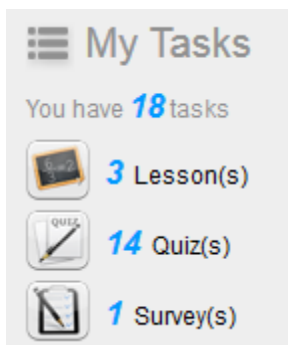 My Tasks
You have 18 tasks
3 Lesson(s)
QUIZ
14 Quiz(s)
1 Survey(s)